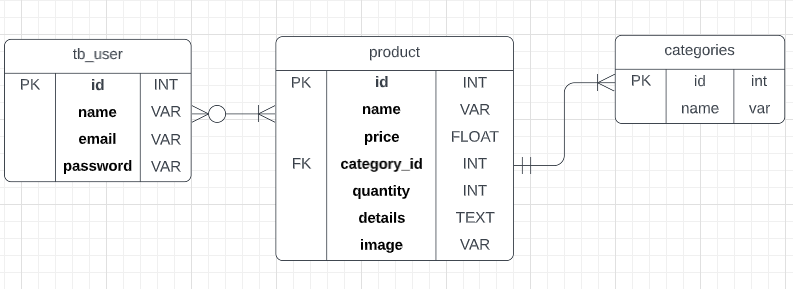 tb_user
PK id INT
name VAR
email VAR
password VAR
product
PK id INT
name VAR
price FLOAT
FK category_id INT
quantity INT
details TEXT
image VAR
categories
PK id int
name var